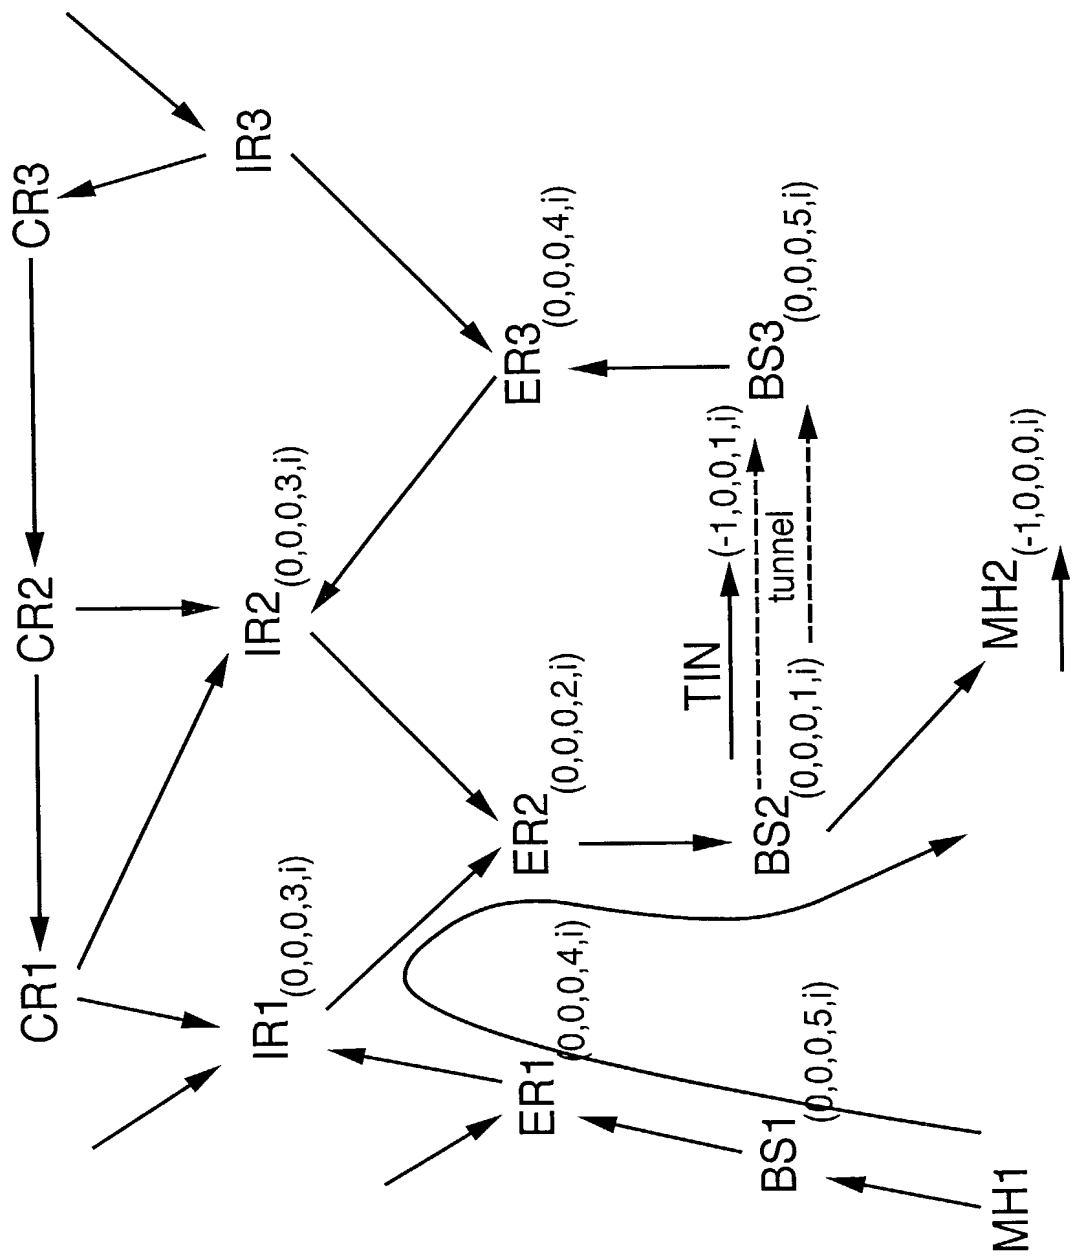 CR1
CR2
CR3
IR1(0,0,0,3,i)
IR2(0,0,0,3,i)
IR3
ER1(0,0,0,4,i)
ER2(0,0,0,2,i)
ER3(0,0,0,4,i)
TIN
(-1,0,0,1,i)
tunnel
BS1(0,0,0,5,i)
BS2(0,0,0,1,i)
BS3(0,0,0,5,i)
MH1
MH2(-1,0,0,0,i)